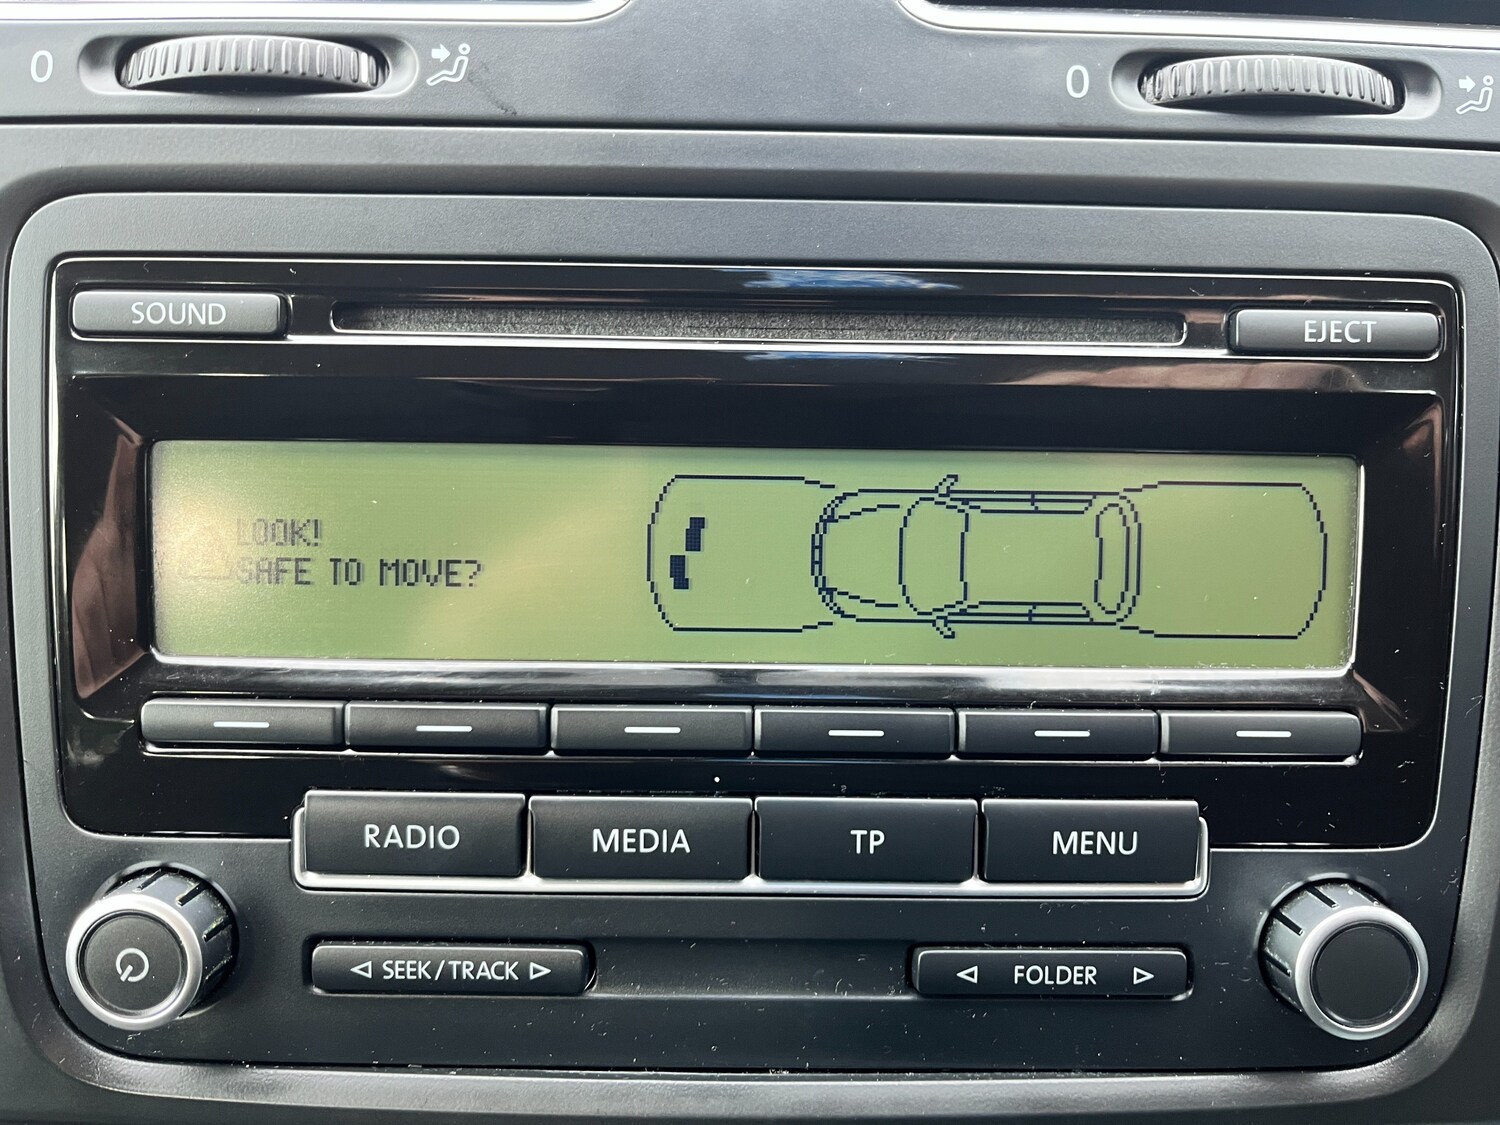 0
0
SOUND
EJECT
LOOK!
SAFE TO MOVE?
RADIO
MEDIA
TP
MENU
SEEK/TRACK
FOLDER